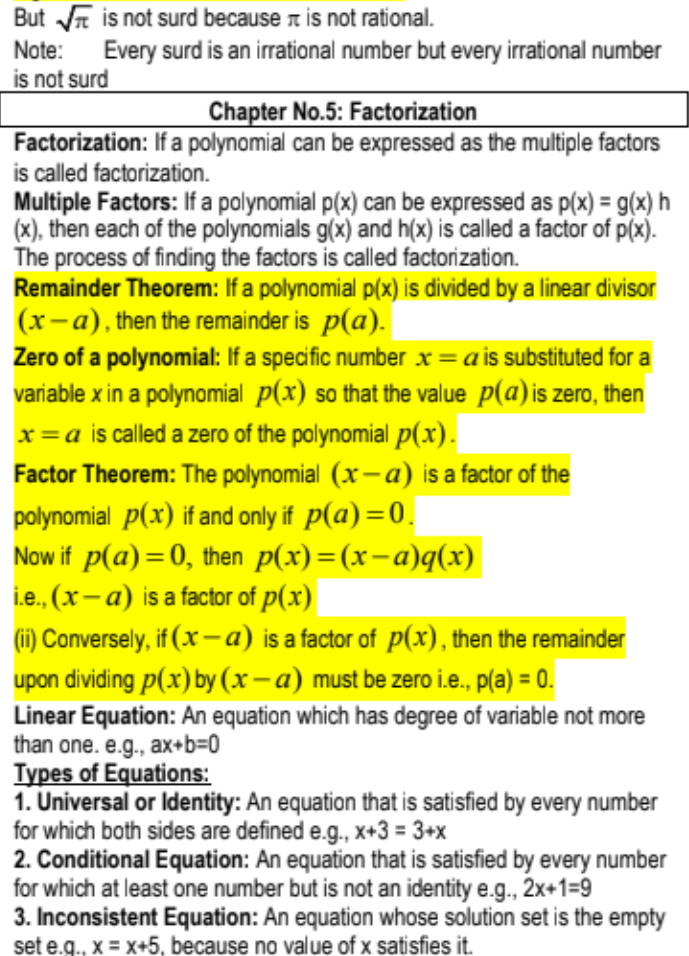 But √π is not surd because π is not rational.
Note: Every surd is an irrational number but every irrational number
is not surd
Chapter No.5: Factorization
Factorization: If a polynomial can be expressed as the multiple factors
is called factorization.
Multiple Factors: If a polynomial p(x) can be expressed as p(x) = g(x) h
(x), then each of the polynomials g(x) and h(x) is called a factor of p(x).
The process of finding the factors is called factorization.
Remainder Theorem: If a polynomial p(x) is divided by a linear divisor
(x − a), then the remainder is p(a).
Zero of a polynomial: If a specific number x = a is substituted for a
variable x in a polynomial p(x) so that the value p(a) is zero, then
x = a is called a zero of the polynomial p(x).
Factor Theorem: The polynomial (x − a) is a factor of the
polynomial p(x) if and only if p(a) = 0.
Now if p(a) = 0, then p(x) = (x − a)q(x)
i.e., (x − a) is a factor of p(x)
(ii) Conversely, if (x − a) is a factor of p(x), then the remainder
upon dividing p(x) by (x − a) must be zero i.e., p(a) = 0.
Linear Equation: An equation which has degree of variable not more
than one. e.g., ax+b=0
Types of Equations:
1. Universal or Identity: An equation that is satisfied by every number
for which both sides are defined e.g., x+3 = 3+x
2. Conditional Equation: An equation that is satisfied by every number
for which at least one number but is not an identity e.g., 2x+1=9
3. Inconsistent Equation: An equation whose solution set is the empty
set e.g., x = x+5, because no value of x satisfies it.